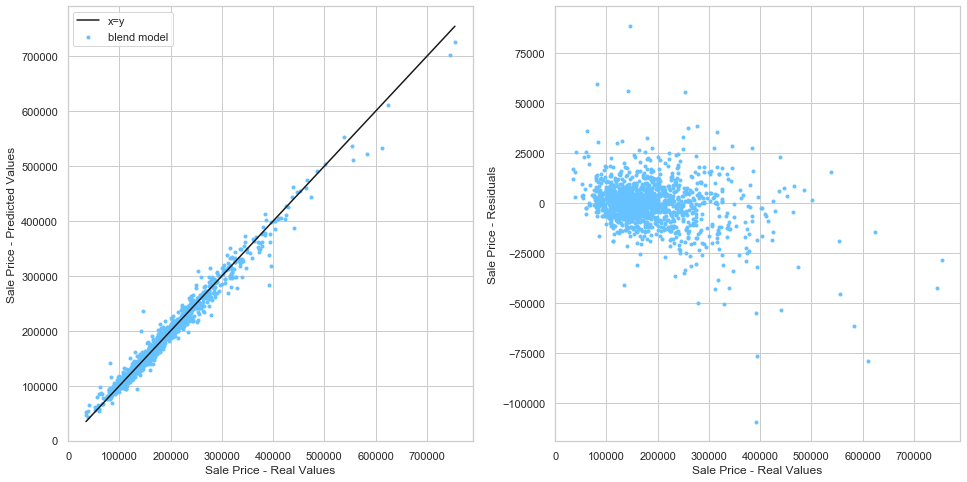 x=y
blend model
700000
600000
500000
400000
300000
200000
100000
0
Sale Price - Predicted Values
0 100000 200000 300000 400000 500000 600000 700000
Sale Price - Real Values
75000
50000
25000
0
−25000
−50000
−75000
−100000
Sale Price - Residuals
0 100000 200000 300000 400000 500000 600000 700000
Sale Price - Real Values